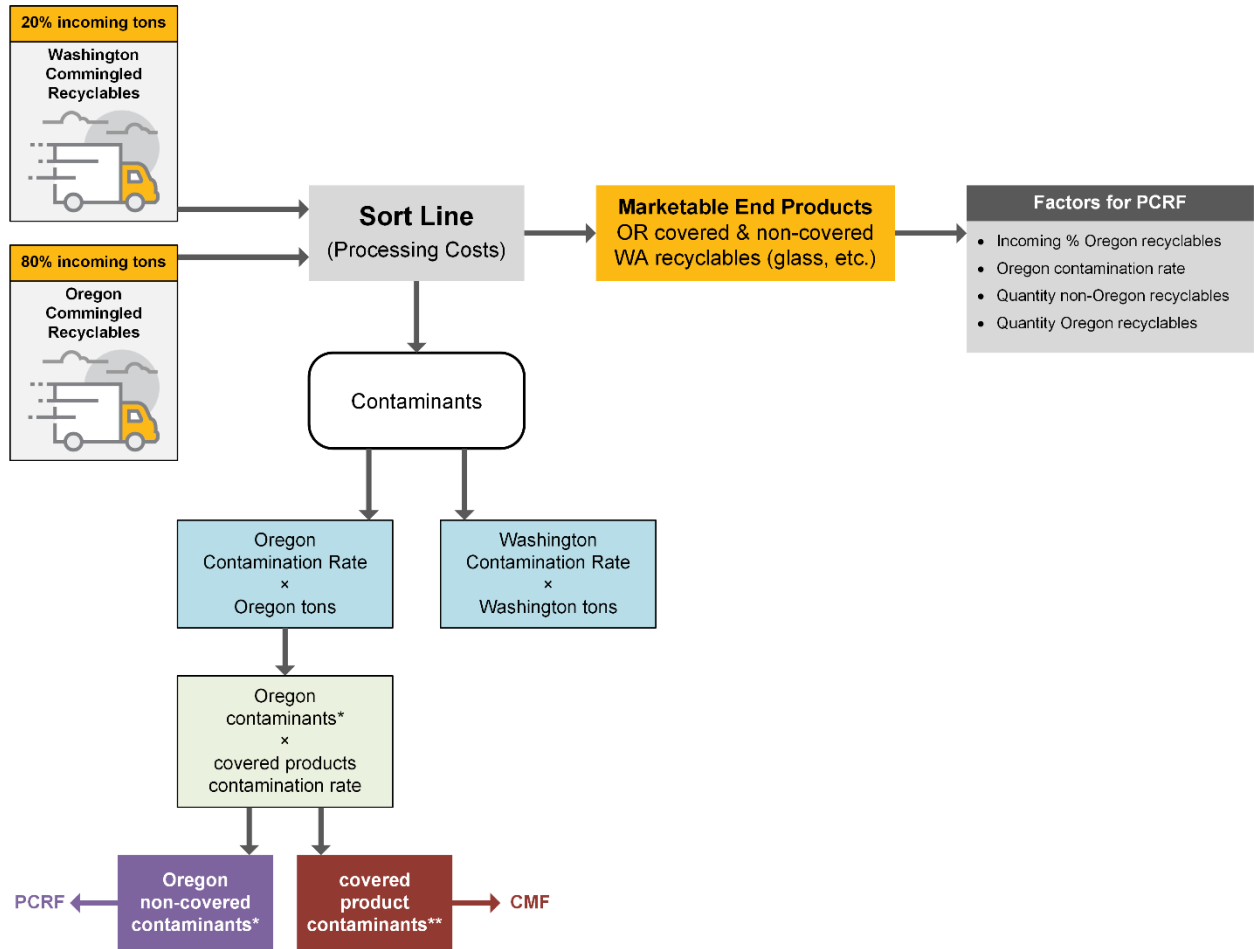 20% incoming tons
Washington
Commingled
Recyclables
80% incoming tons
Oregon
Commingled
Recyclables
Sort Line
(Processing Costs)
Marketable End Products
OR covered & non-covered
WA recyclables (glass, etc.)
Factors for PCRF
• Incoming % Oregon recyclables
• Oregon contamination rate
• Quantity non-Oregon recyclables
• Quantity Oregon recyclables
Contaminants
Oregon
Contamination Rate
×
Oregon tons
Washington
Contamination Rate
×
Washington tons
Oregon
contaminants*
×
covered products
contamination rate
PCRF
Oregon
non-covered
contaminants*
covered
product
contaminants**
CMF